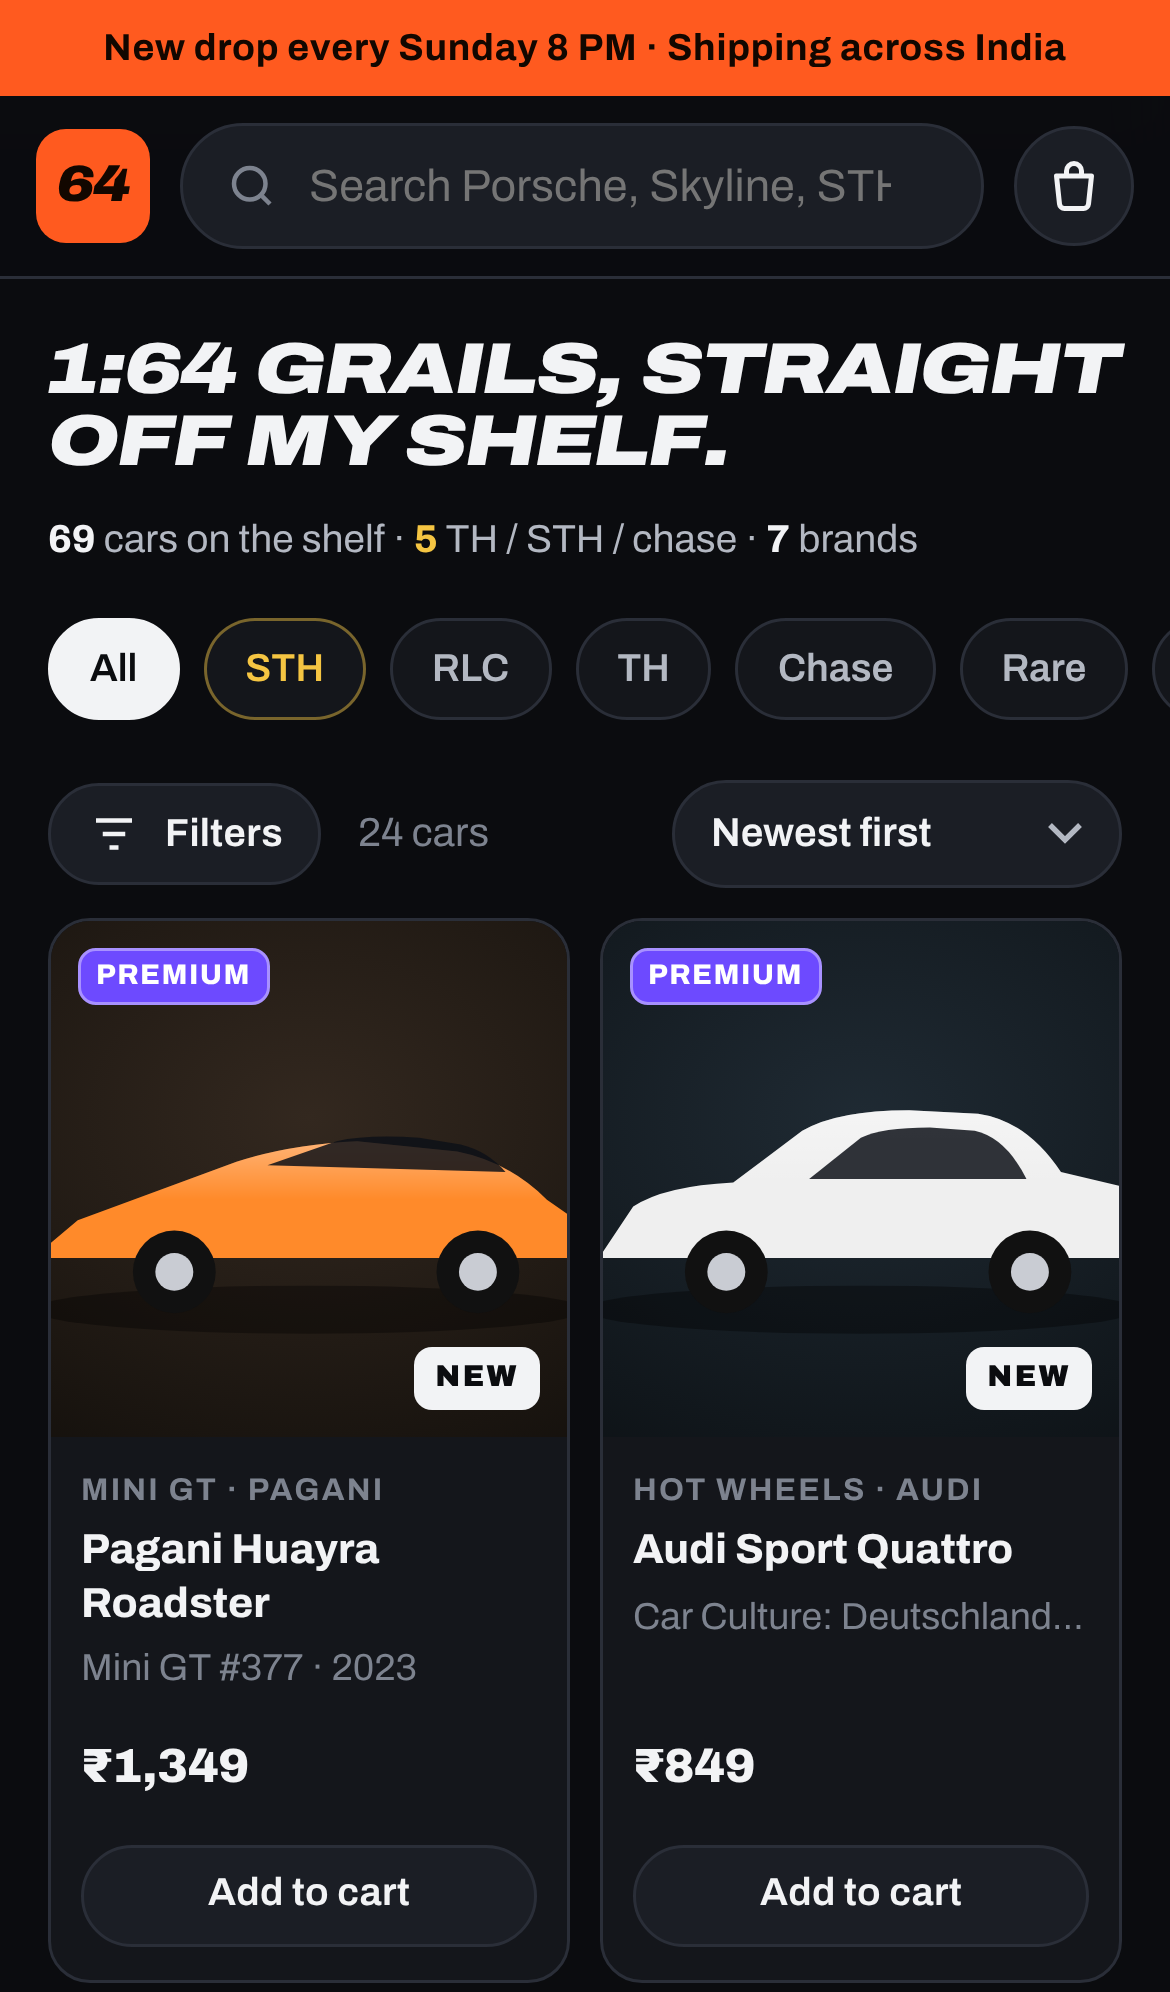 New drop every Sunday 8 PM · Shipping across India
64
Search Porsche, Skyline, STH
1:64 GRAILS, STRAIGHT
OFF MY SHELF.
69 cars on the shelf · 5 TH / STH / chase · 7 brands
All STH RLC TH Chase Rare
Filters 24 cars Newest first
PREMIUM PREMIUM
NEW NEW
MINI GT · PAGANI
Pagani Huayra
Roadster
Mini GT #377 · 2023
₹1,349
Add to cart
HOT WHEELS · AUDI
Audi Sport Quattro
Car Culture: Deutschland...
₹849
Add to cart